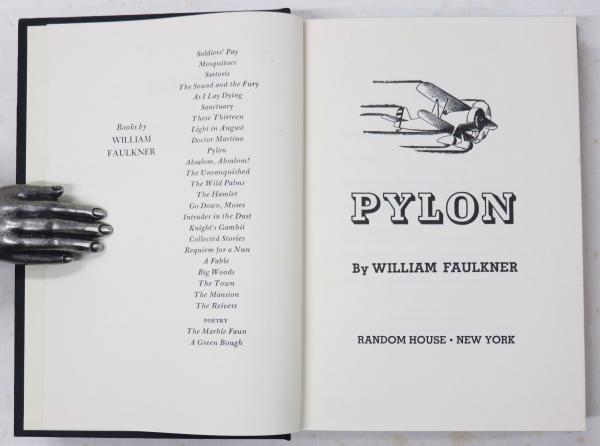 Books by
WILLIAM
FAULKNER
Soldiers' Pay
Mosquitoes
Sartoris
The Sound and the Fury
As I Lay Dying
Sanctuary
These Thirteen
Light in August
Doctor Martino
Pylon
Absalom, Absalom!
The Unvanquished
The Wild Palms
The Hamlet
Go Down, Moses
Intruder in the Dust
Knight's Gambit
Collected Stories
Requiem for a Nun
A Fable
Big Woods
The Town
The Mansion
The Reivers
POETRY
The Marble Faun
A Green Bough
PYLON
By WILLIAM FAULKNER
RANDOM HOUSE • NEW YORK